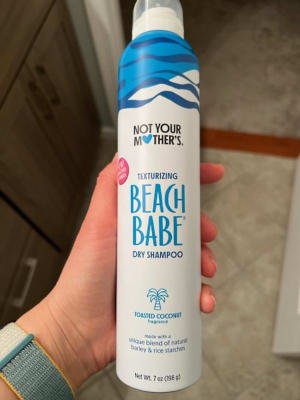 NOT YOUR
MOTHER'S®
TEXTURIZING
BEACH
BABE®
DRY SHAMPOO
TOASTED COCONUT
fragrance
made with a
unique blend of natural
barley & rice starches
Net Wt. 7 oz (198 g)